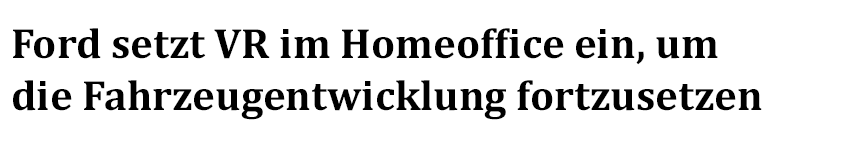 Ford setzt VR im Homeoffice ein, um
die Fahrzeugentwicklung fortzusetzen